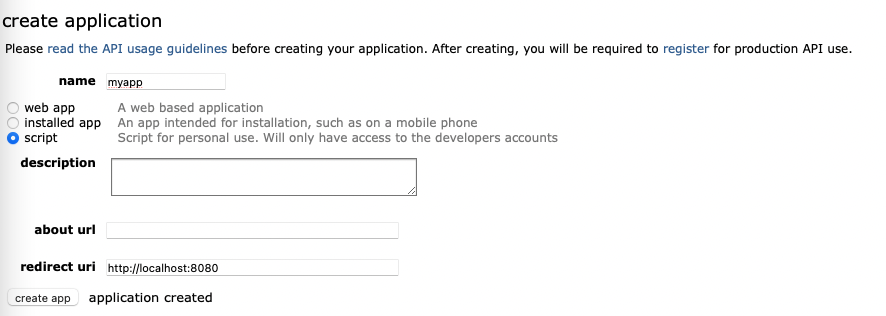 create application
Please read the API usage guidelines before creating your application. After creating, you will be required to register for production API use.
name myapp
web app A web based application
installed app An app intended for installation, such as on a mobile phone
script Script for personal use. Will only have access to the developers accounts
description
about url
redirect uri http://localhost:8080
create app application created